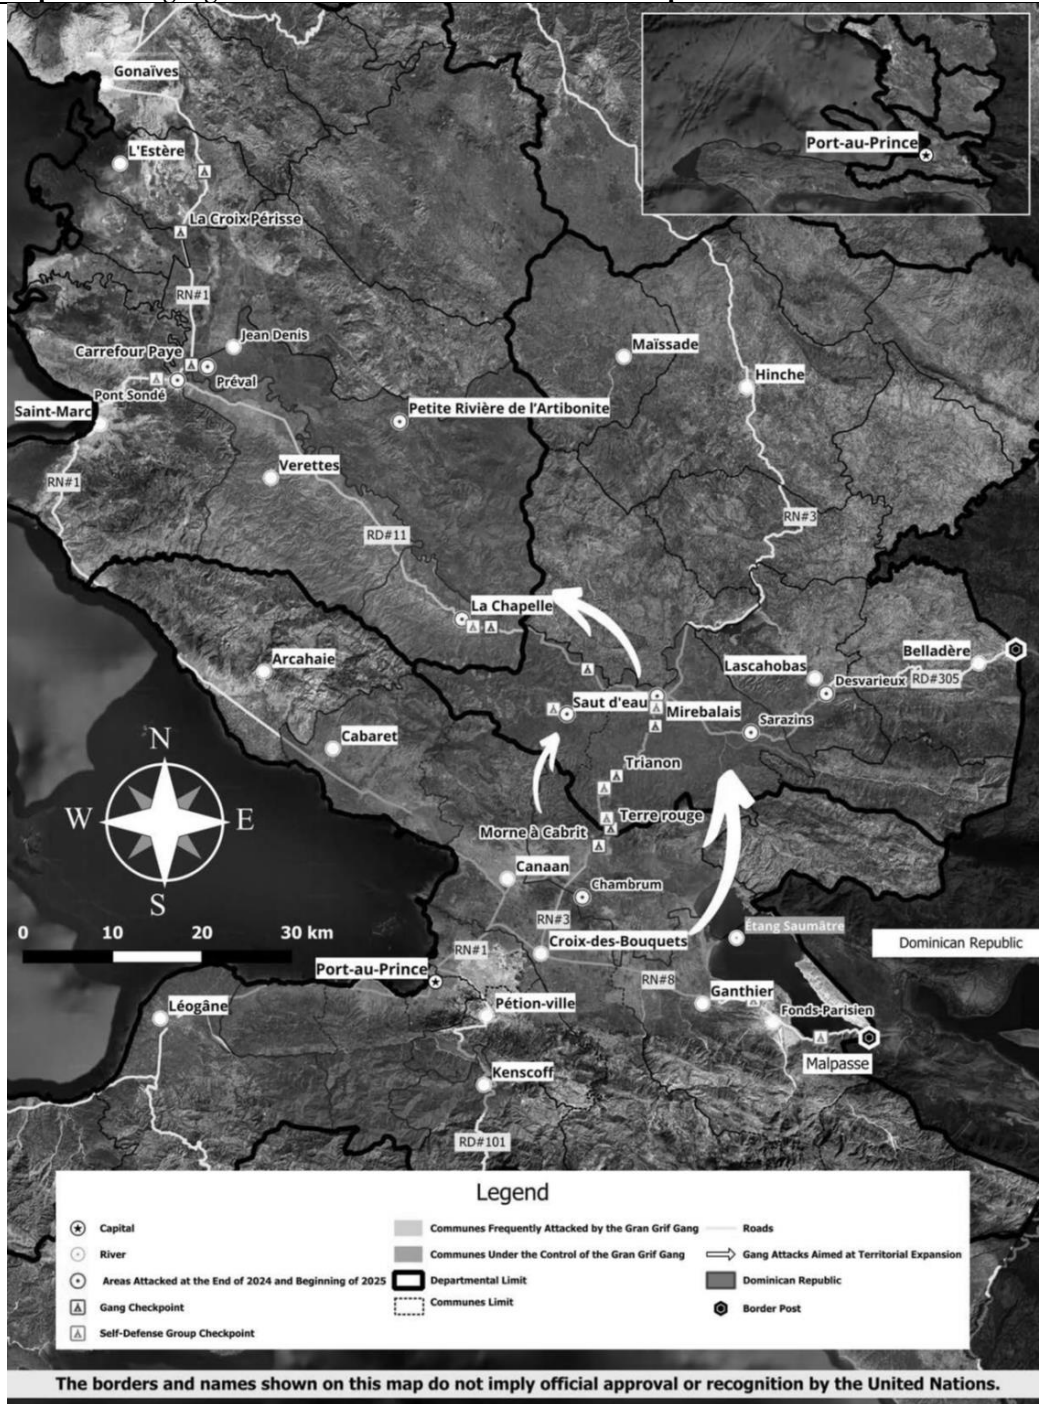 Gonaïves
Port-au-Prince
L'Estère
La Croix Périsse
RN#1
Jean Denis
Maïssade
Carrefour Paye
Préval
Hinche
Pont Sondé
Saint-Marc
Petite Rivière de l'Artibonite
Verettes
RN#1
RN#3
RD#11
La Chapelle
Arcahaie
Lascahobas
Belladère
Desvarieux
RD#305
Saut d'eau
Mirebalais
Sarazins
Cabaret
N
W
E
S
Trianon
Terre rouge
Morne à Cabrit
Canaan
Chambrum
RN#3
Étang Saumâtre
0 10 20 30 km
Croix-des-Bouquets
Dominican Republic
RN#1
Port-au-Prince
RN#8
Ganthier
Léogâne
Pétion-ville
Fonds-Parisien
Malpasse
Kenscoff
RD#101
Legend
Capital
River
Areas Attacked at the End of 2024 and Beginning of 2025
Gang Checkpoint
Self-Defense Group Checkpoint
Communes Frequently Attacked by the Gran Grif Gang
Communes Under the Control of the Gran Grif Gang
Departmental Limit
Communes Limit
Roads
Gang Attacks Aimed at Territorial Expansion
Dominican Republic
Border Post
The borders and names shown on this map do not imply official approval or recognition by the United Nations.